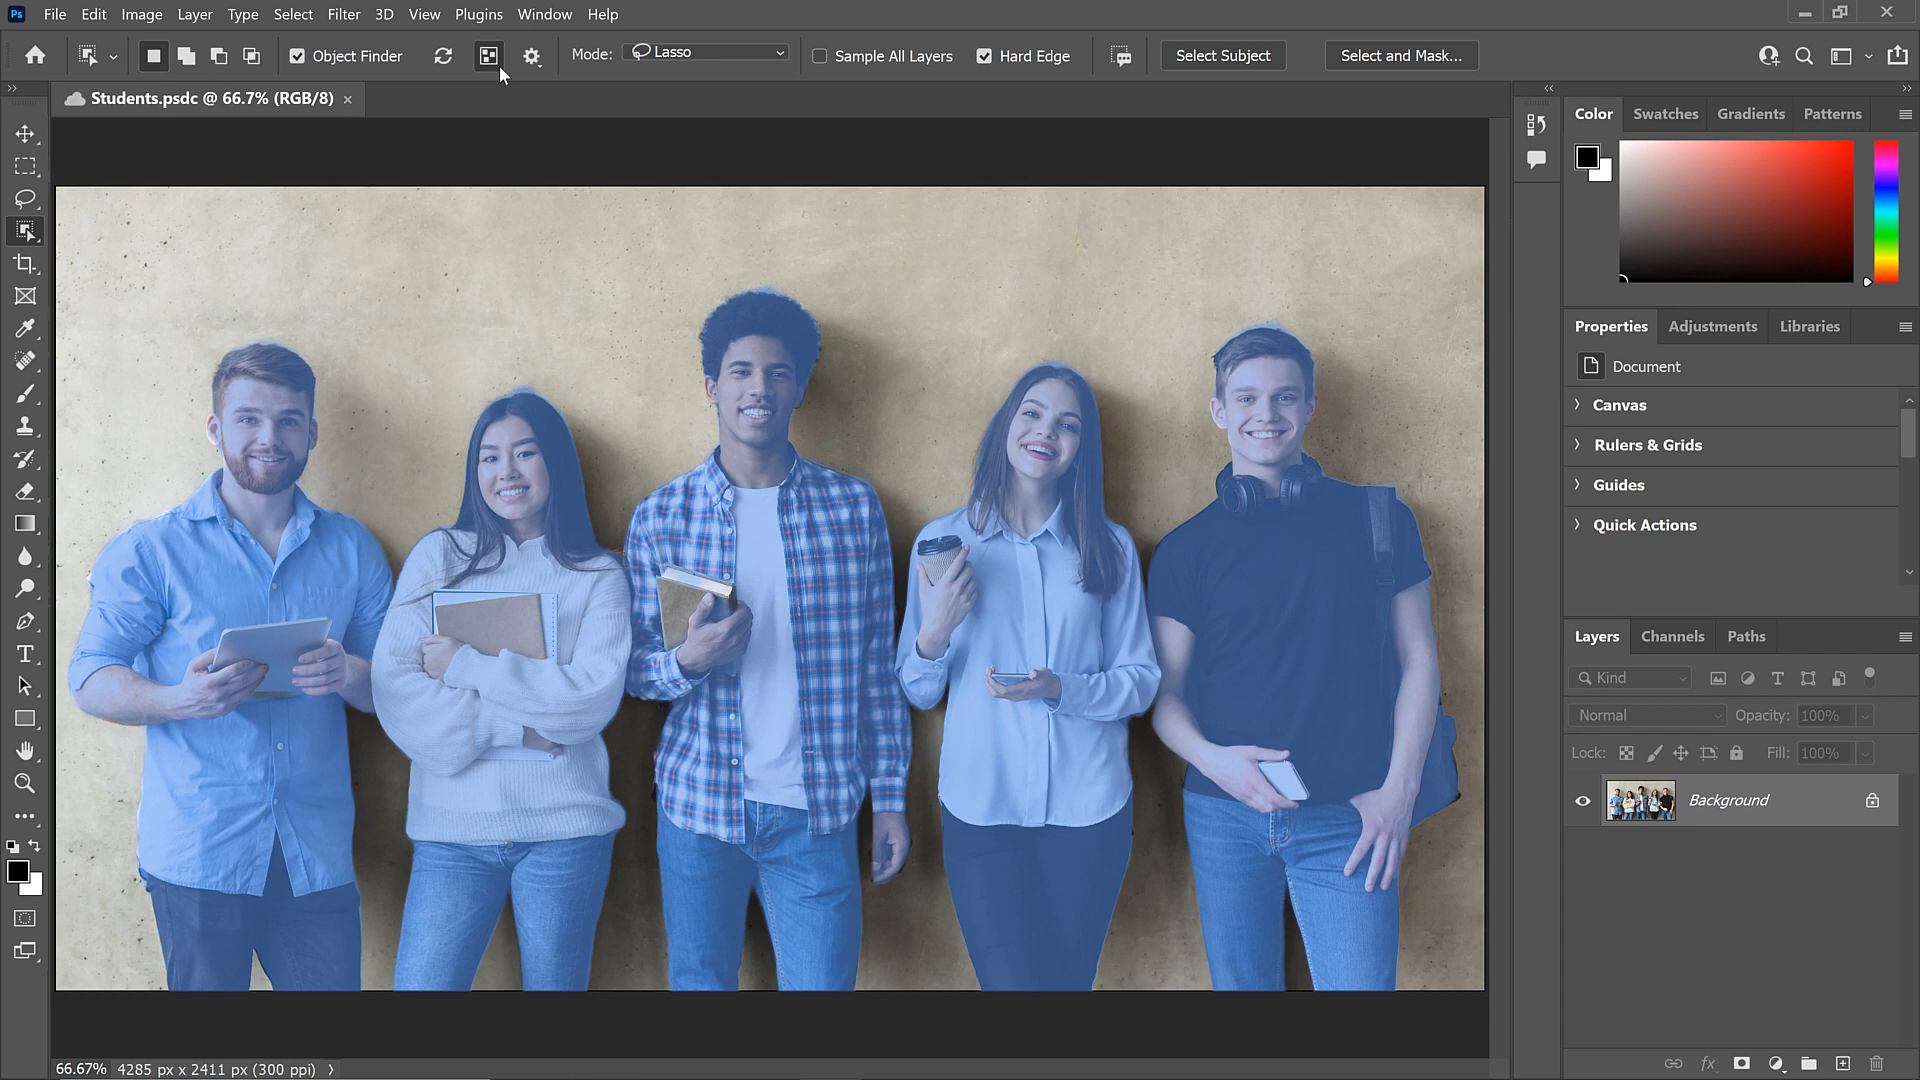 Ps File Edit Image Layer Type Select Filter 3D View Plugins Window Help
Object Finder Mode: Lasso Sample All Layers Hard Edge Select Subject Select and Mask...
Students.psdc @ 66.7% (RGB/8) ×
Color Swatches Gradients Patterns
Properties Adjustments Libraries
Document
Canvas
Rulers & Grids
Guides
Quick Actions
Layers Channels Paths
Kind
Normal Opacity: 100%
Lock: Fill: 100%
Background
fx
66.67% 4285 px x 2411 px (300 ppi)